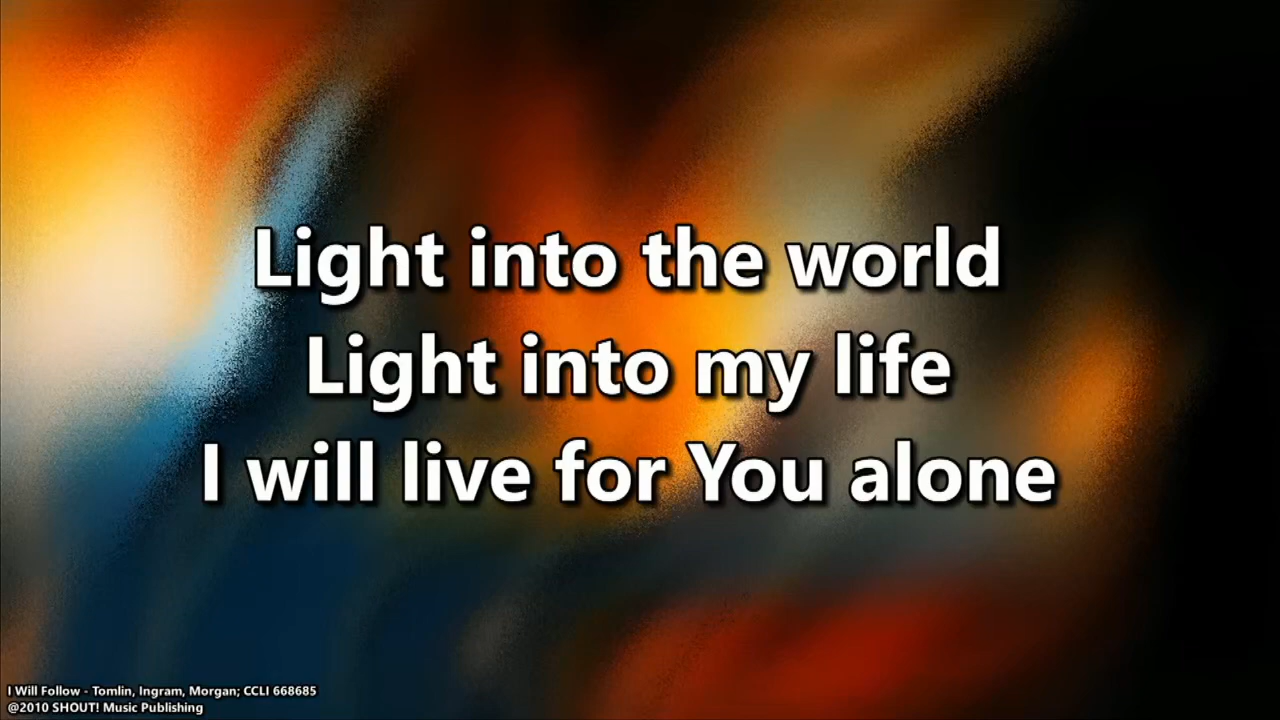 Light into the world
Light into my life
I will live for You alone
I Will Follow - Tomlin, Ingram, Morgan; CCLI 668685
@2010 SHOUT! Music Publishing